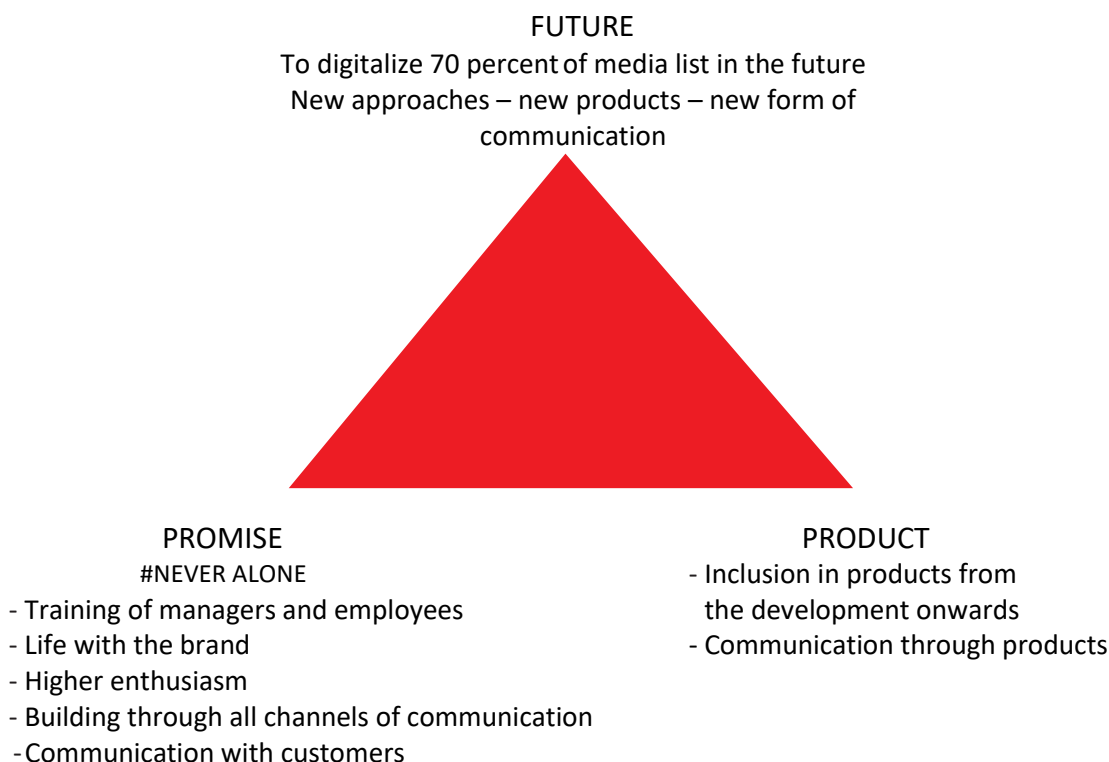 FUTURE
To digitalize 70 percent of media list in the future
New approaches – new products – new form of
communication
PROMISE
#NEVER ALONE
- Training of managers and employees
- Life with the brand
- Higher enthusiasm
- Building through all channels of communication
- Communication with customers
PRODUCT
- Inclusion in products from
the development onwards
- Communication through products